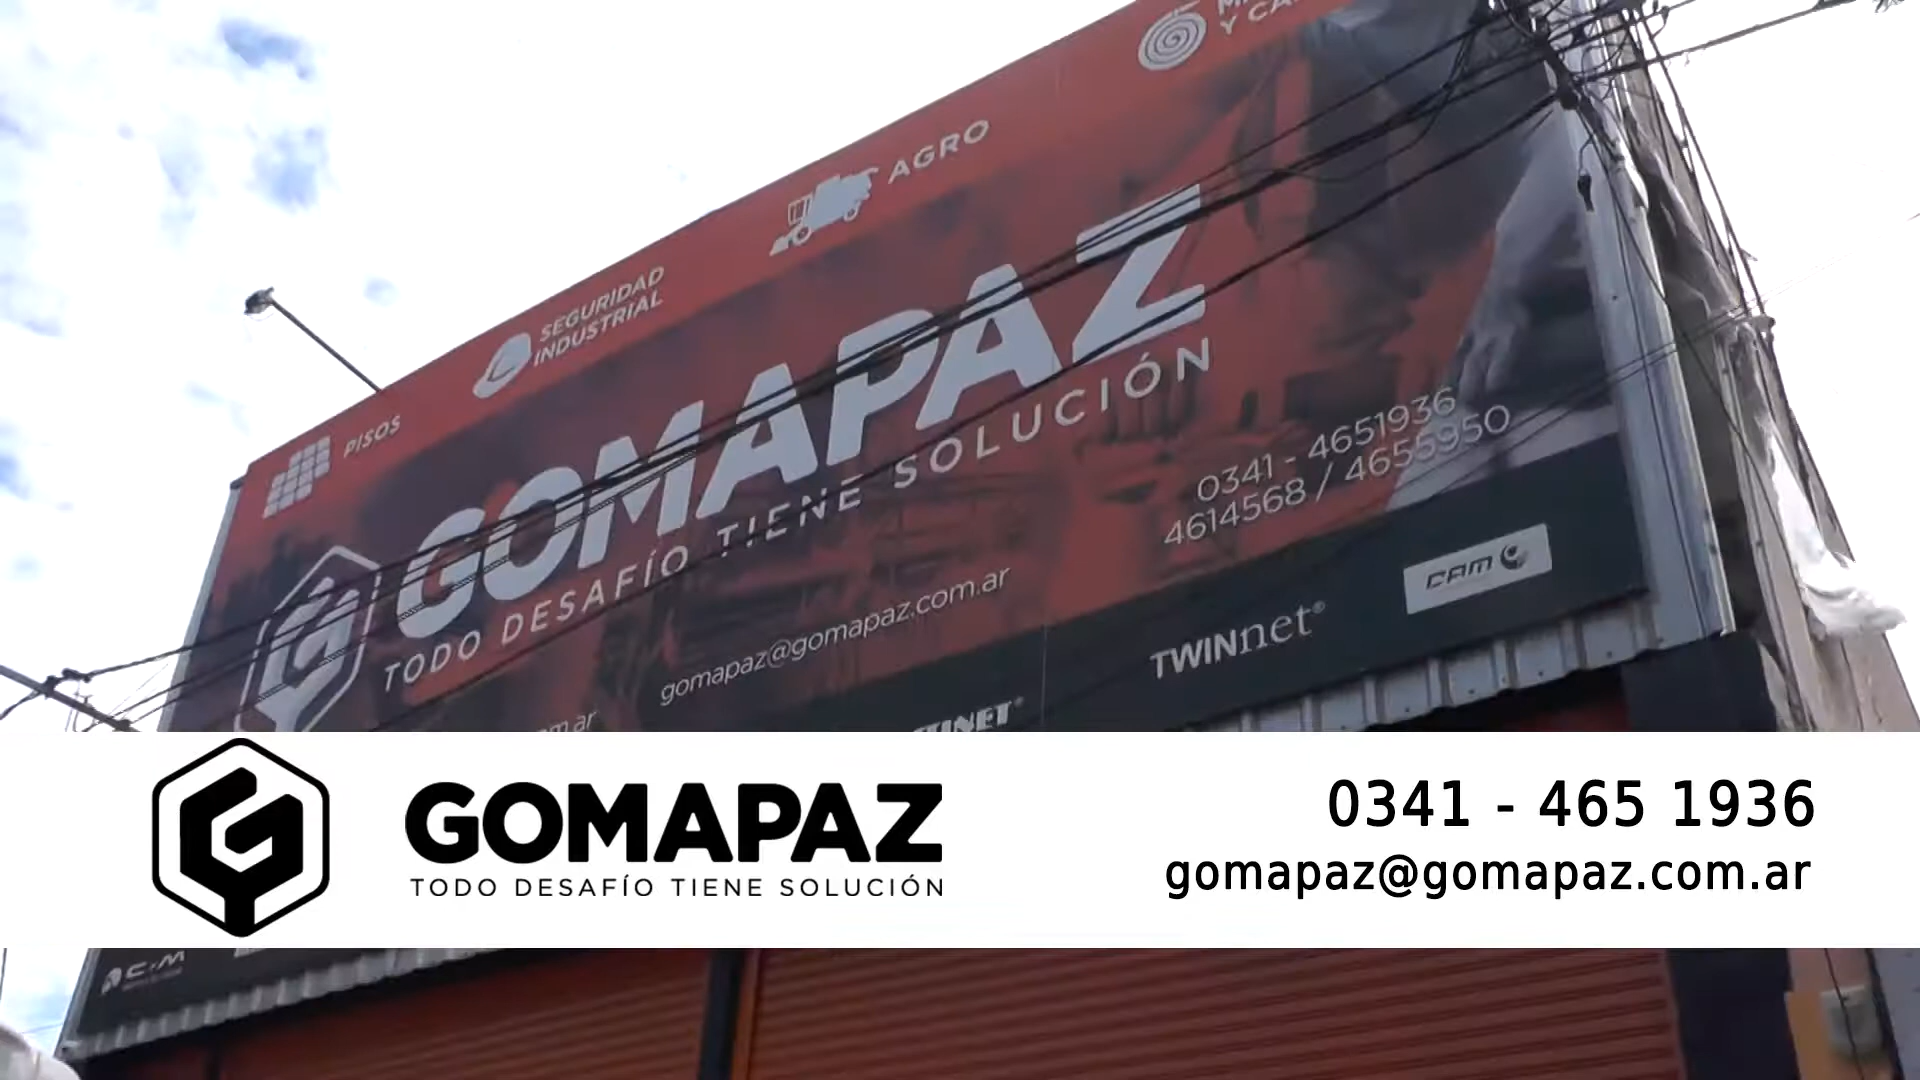 Y
AGRO
SEGURIDAD
INDUSTRIAL
PISOS
GOMAPAZ
TODO DESAFÍO TIENE SOLUCIÓN
0341 - 4651936
4614568 / 4655950
gomapaz@gomapaz.com.ar
TWINnet®
CAM
GOMAPAZ
TODO DESAFÍO TIENE SOLUCIÓN
0341 - 465 1936
gomapaz@gomapaz.com.ar